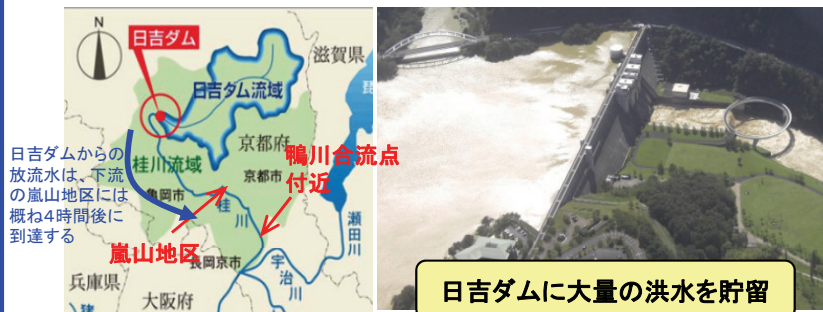 N
日吉ダム
滋賀県
日吉ダム流域
日吉ダムからの
放流水は、下流
の嵐山地区には
概ね4時間後に
到達する
桂川流域
京都府
京都市
鴨川合流点
付近
亀岡市
桂川
嵐山地区
長岡京市
宇治川
瀬田川
兵庫県
大阪府
日吉ダムに大量の洪水を貯留